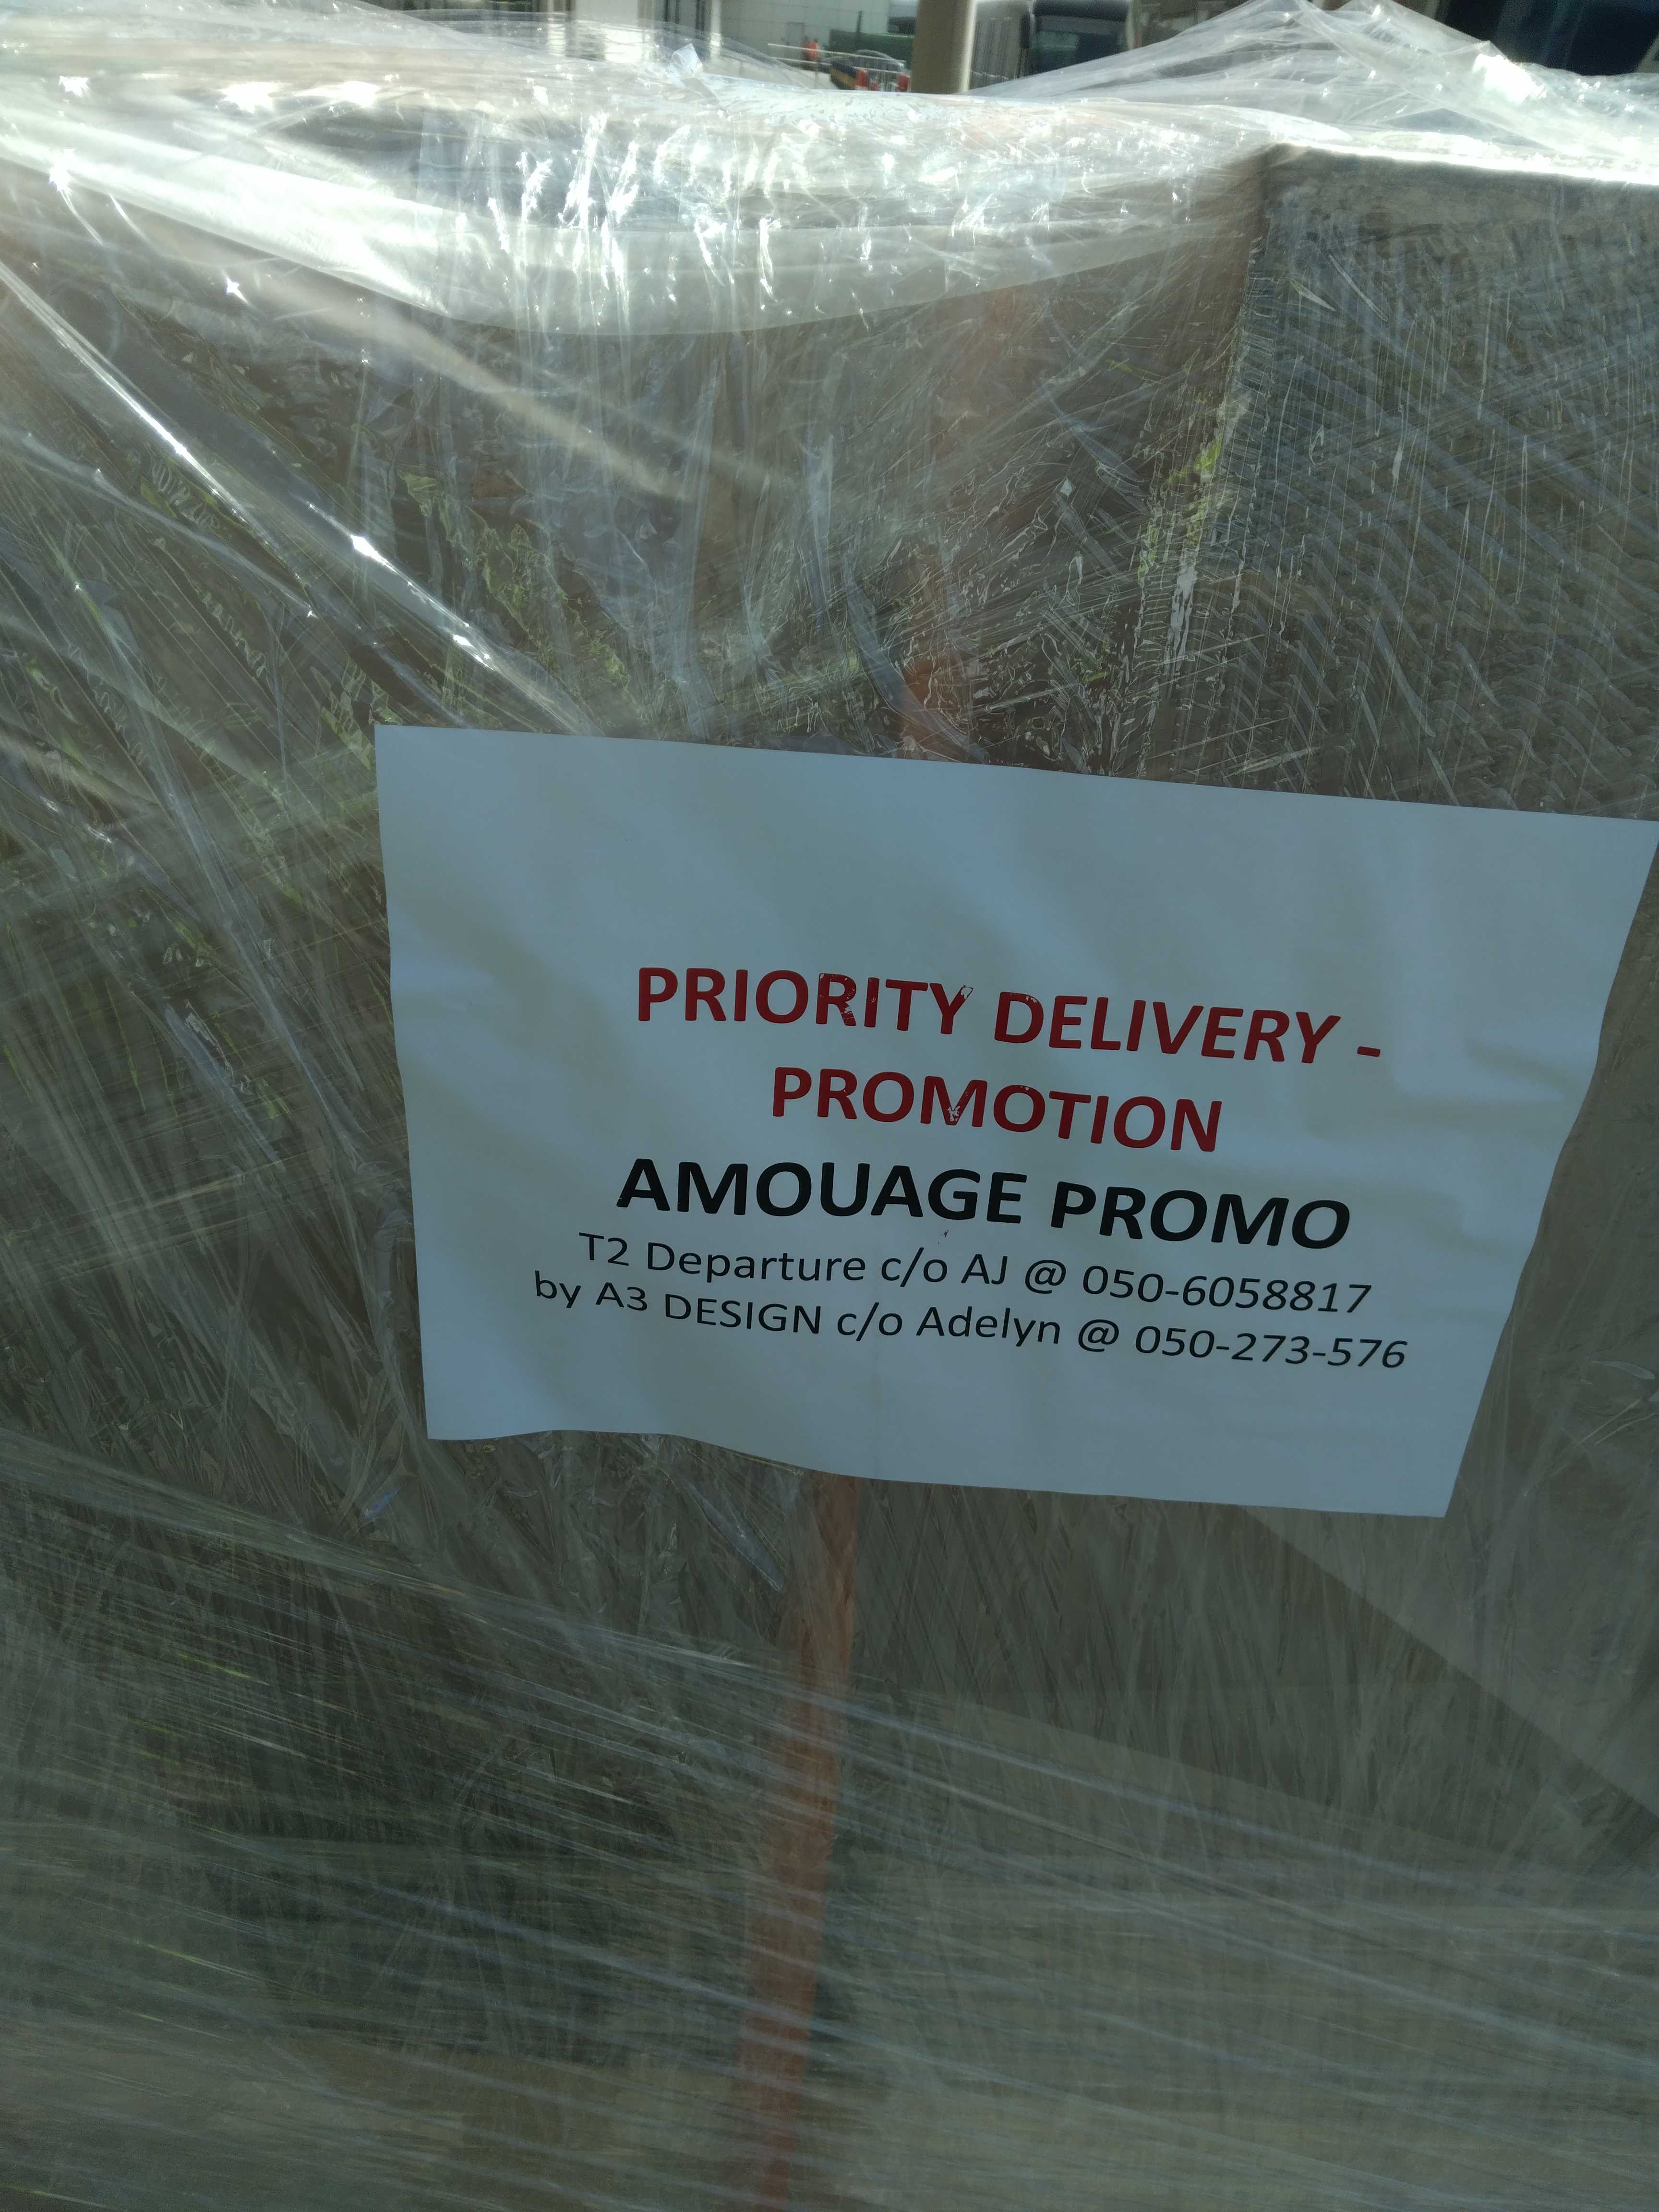 PRIORITY DELIVERY -
PROMOTION
AMOUAGE PROMO
T2 Departure c/o AJ @ 050-6058817
by A3 DESIGN c/o Adelyn @ 050-273-576